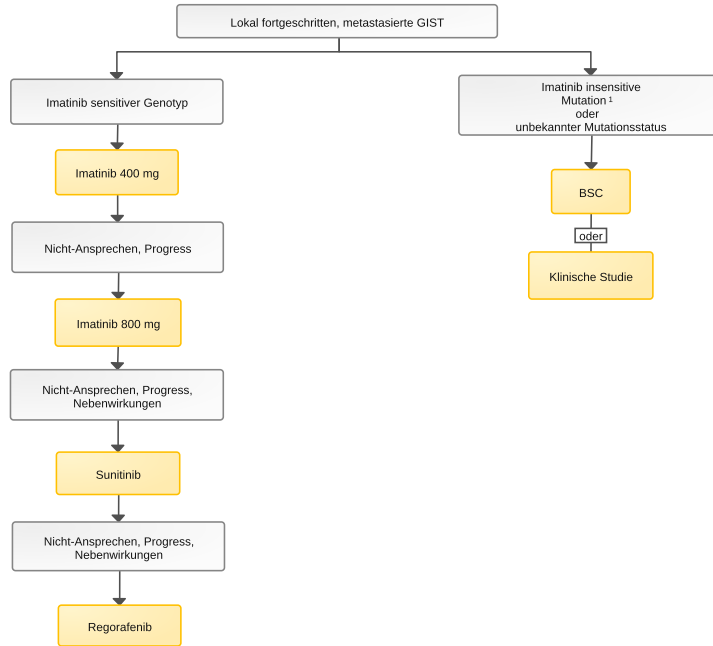 Lokal fortgeschritten, metastasierte GIST
Imatinib sensitiver Genotyp
Imatinib 400 mg
Nicht-Ansprechen, Progress
Imatinib 800 mg
Nicht-Ansprechen, Progress,
Nebenwirkungen
Sunitinib
Nicht-Ansprechen, Progress,
Nebenwirkungen
Regorafenib
Imatinib insensitive
Mutation ¹
oder
unbekannter Mutationsstatus
BSC
oder
Klinische Studie